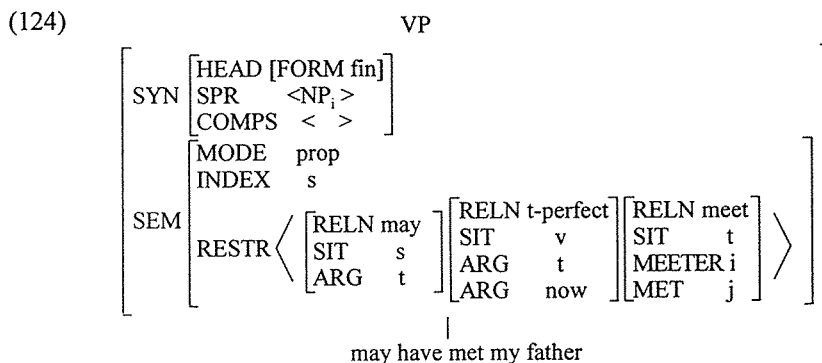 (124) VP
HEAD [FORM fin]
SYN SPR <NPi >
COMPS < >
MODE prop
INDEX s
SEM
RELN may RELN t-perfect RELN meet
RESTR SIT s SIT v SIT t
ARG t ARG t MEETER i
ARG now MET j
may have met my father